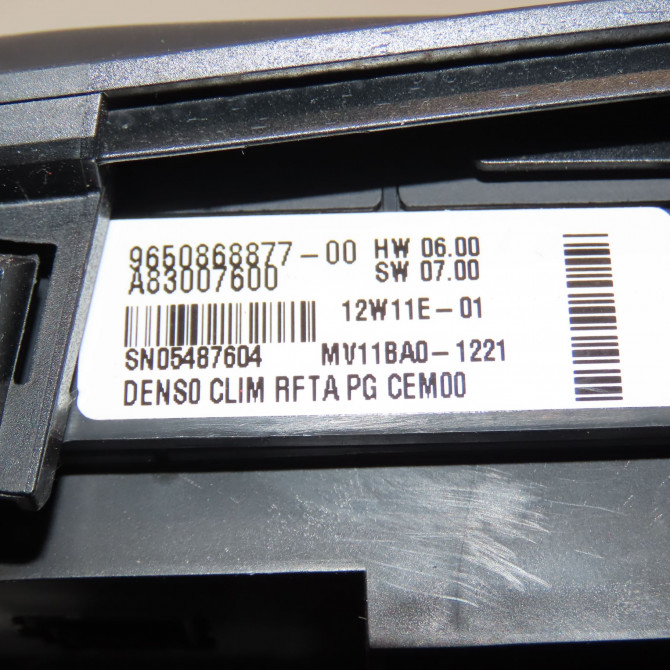 9650868877-00 HW 06.00
A83007600 SW 07.00
12W11E-01
SN05487604 MV11BA0-1221
DENSO CLIM RFTA PG CEM00